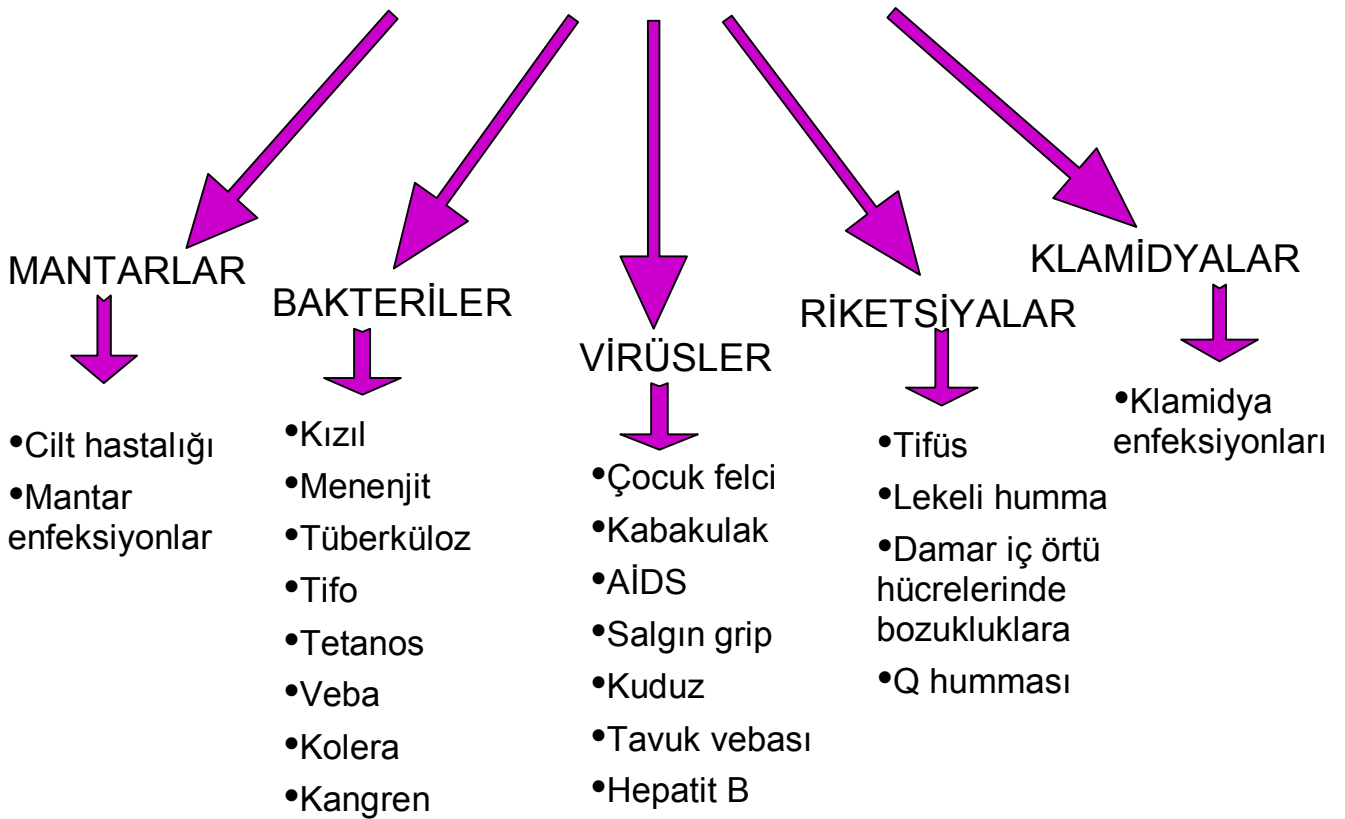 MANTARLAR
•Cilt hastalığı
•Mantar
enfeksiyonlar
BAKTERİLER
•Kızıl
•Menenjit
•Tüberküloz
•Tifo
•Tetanos
•Veba
•Kolera
•Kangren
VİRÜSLER
•Çocuk felci
•Kabakulak
•AİDS
•Salgın grip
•Kuduz
•Tavuk vebası
•Hepatit B
RİKETSİYALAR
•Tifüs
•Lekeli humma
•Damar iç örtü
hücrelerinde
bozukluklara
•Q humması
KLAMİDYALAR
•Klamidya
enfeksiyonları